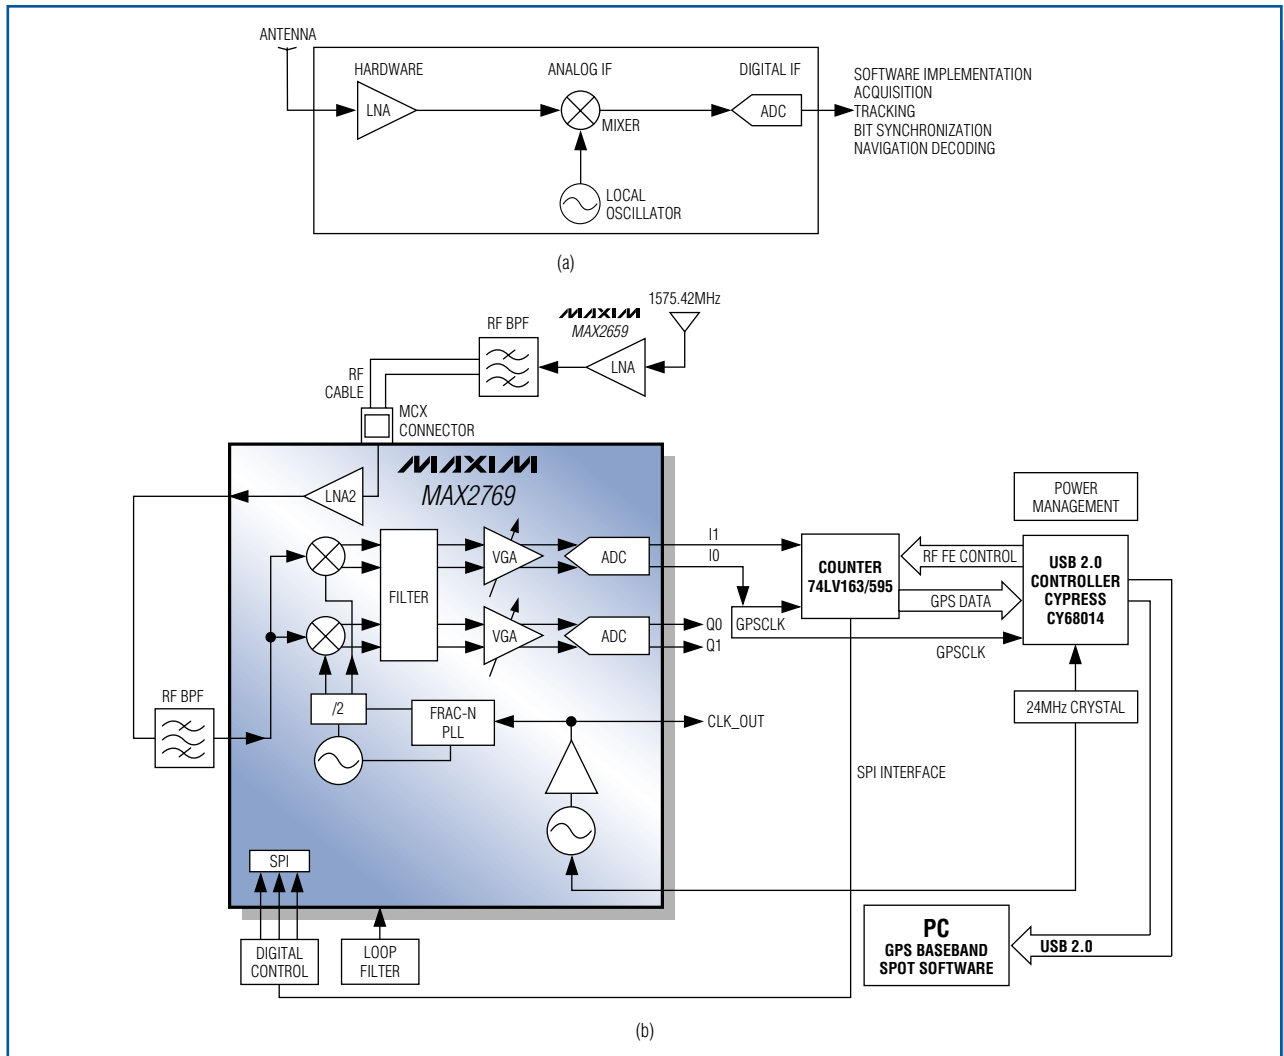 ANTENNA
HARDWARE
ANALOG IF
DIGITAL IF
LNA
MIXER
ADC
LOCAL
OSCILLATOR
SOFTWARE IMPLEMENTATION
ACQUISITION
TRACKING
BIT SYNCHRONIZATION
NAVIGATION DECODING
(a)
1575.42MHz
MAXIM
MAX2659
RF BPF
LNA
RF
CABLE
MCX
CONNECTOR
MAXIM
MAX2769
LNA2
FILTER
VGA
ADC
VGA
ADC
I1
I0
Q0
Q1
GPSCLK
COUNTER
74LV163/595
RF FE CONTROL
GPS DATA
GPSCLK
POWER
MANAGEMENT
USB 2.0
CONTROLLER
CYPRESS
CY68014
24MHz CRYSTAL
RF BPF
/2
FRAC-N
PLL
CLK_OUT
SPI INTERFACE
SPI
DIGITAL
CONTROL
LOOP
FILTER
PC
GPS BASEBAND
SPOT SOFTWARE
USB 2.0
(b)